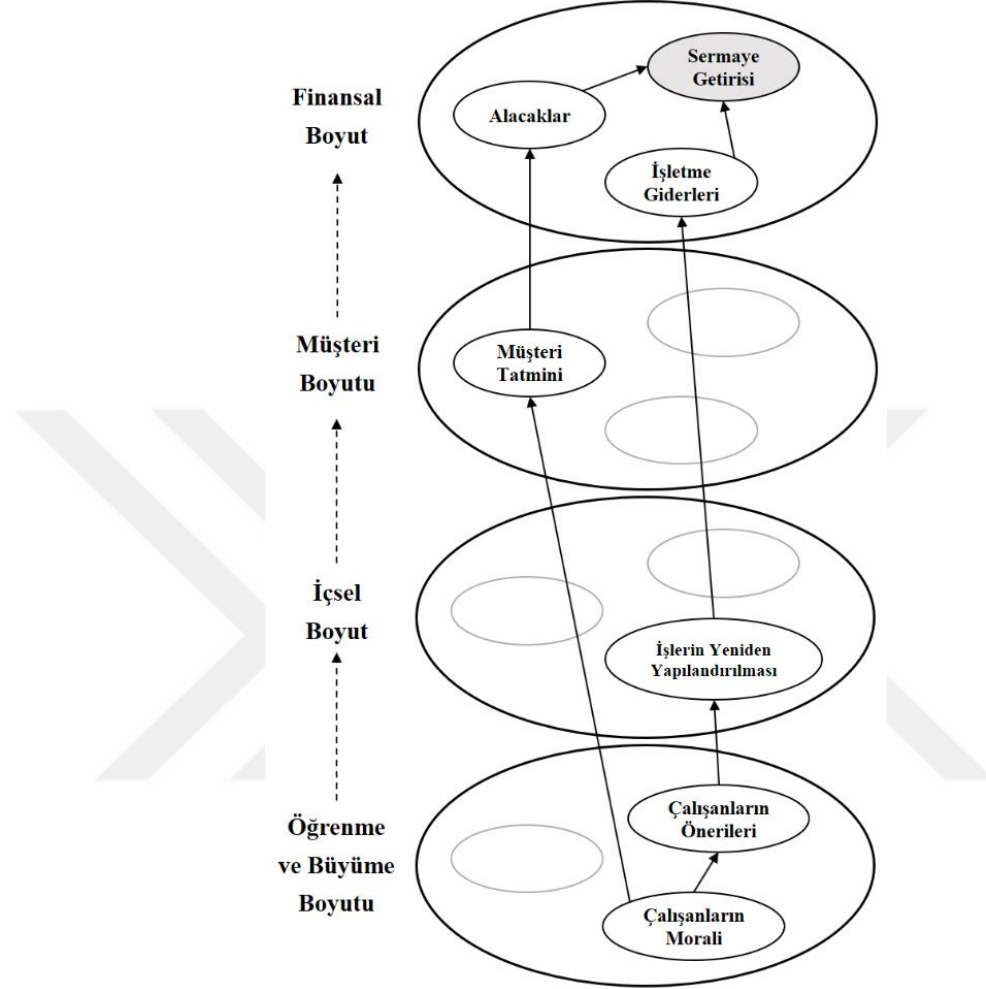 Finansal
Boyut
Sermaye
Getirisi
Alacaklar
İşletme
Giderleri
Müşteri
Boyutu
Müşteri
Tatmini
İçsel
Boyut
İşlerin Yeniden
Yapılandırılması
Öğrenme
ve Büyüme
Boyutu
Çalışanların
Önerileri
Çalışanların
Morali